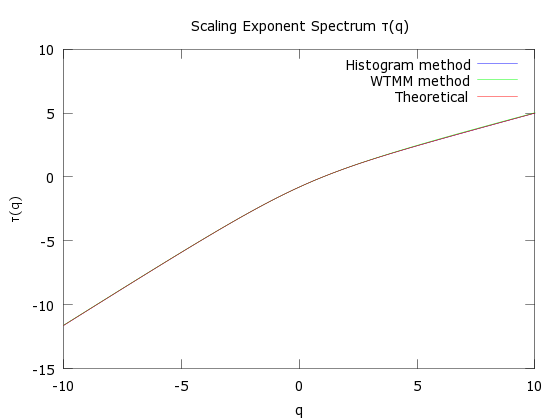 Scaling Exponent Spectrum τ(q)
10
5
0
-5
-10
-15
τ(q)
Histogram method
WTMM method
Theoretical
-10 -5 0 5 10
q